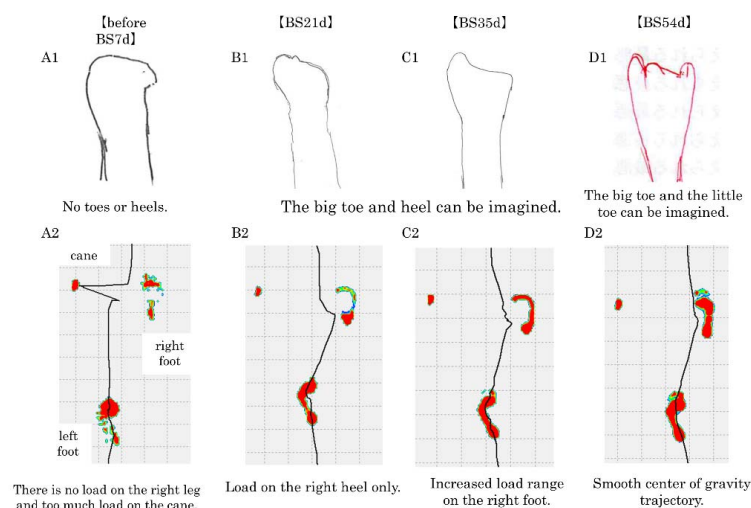 【before
BS7d】
【BS21d】
【BS35d】
【BS54d】
A1
B1
C1
D1
No toes or heels.
The big toe and heel can be imagined.
The big toe and the little
toe can be imagined.
A2
B2
C2
D2
cane
right
foot
left
foot
There is no load on the right leg
and too much load on the cane.
Load on the right heel only.
Increased load range
on the right foot.
Smooth center of gravity
trajectory.